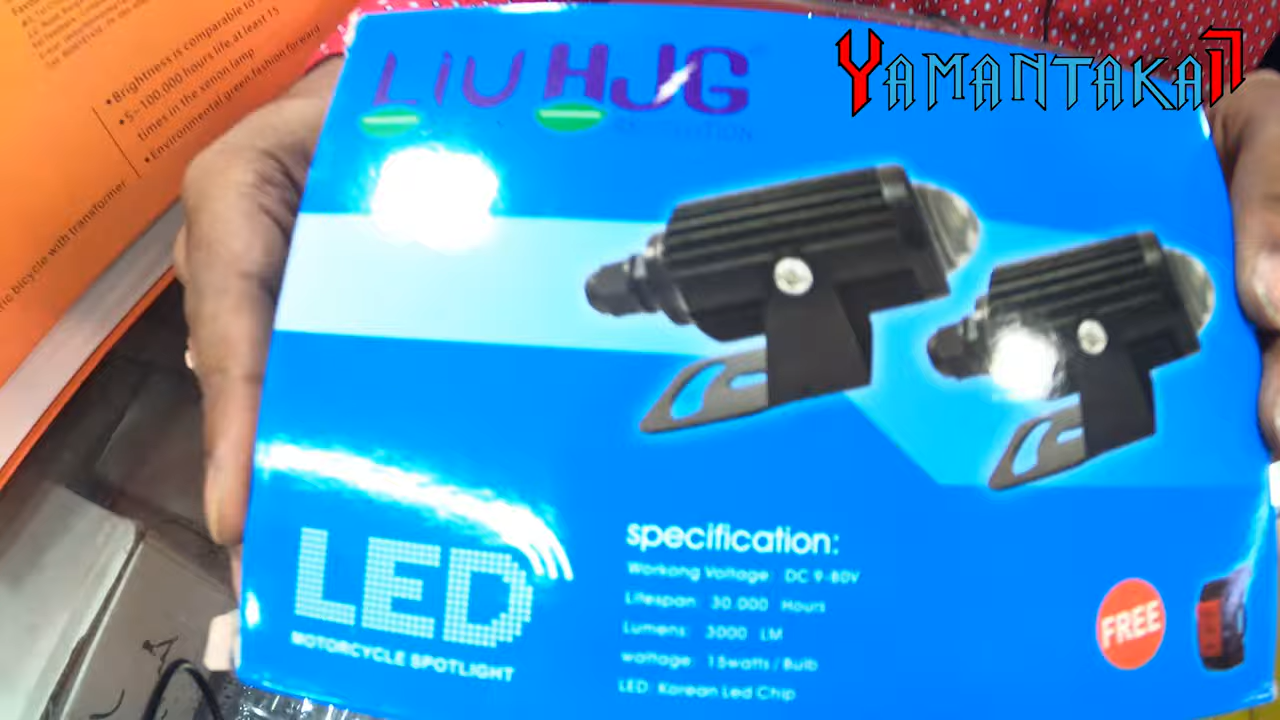 • Brightness is comparable to
• 5~100,000 hours life, at least 15
times in the xenon lamp
• Environmental green, fashion forward
ric bicycle with transformer
LiU HJG
YAMANTAKA17
LED
MOTORCYCLE SPOTLIGHT
specification:
Workong Voltage: DC 9-80V
Lifespan: 30.000 Hours
Lumens: 3000 LM
wattage: 15watts / Bulb
LED: Korean Led Chip
FREE